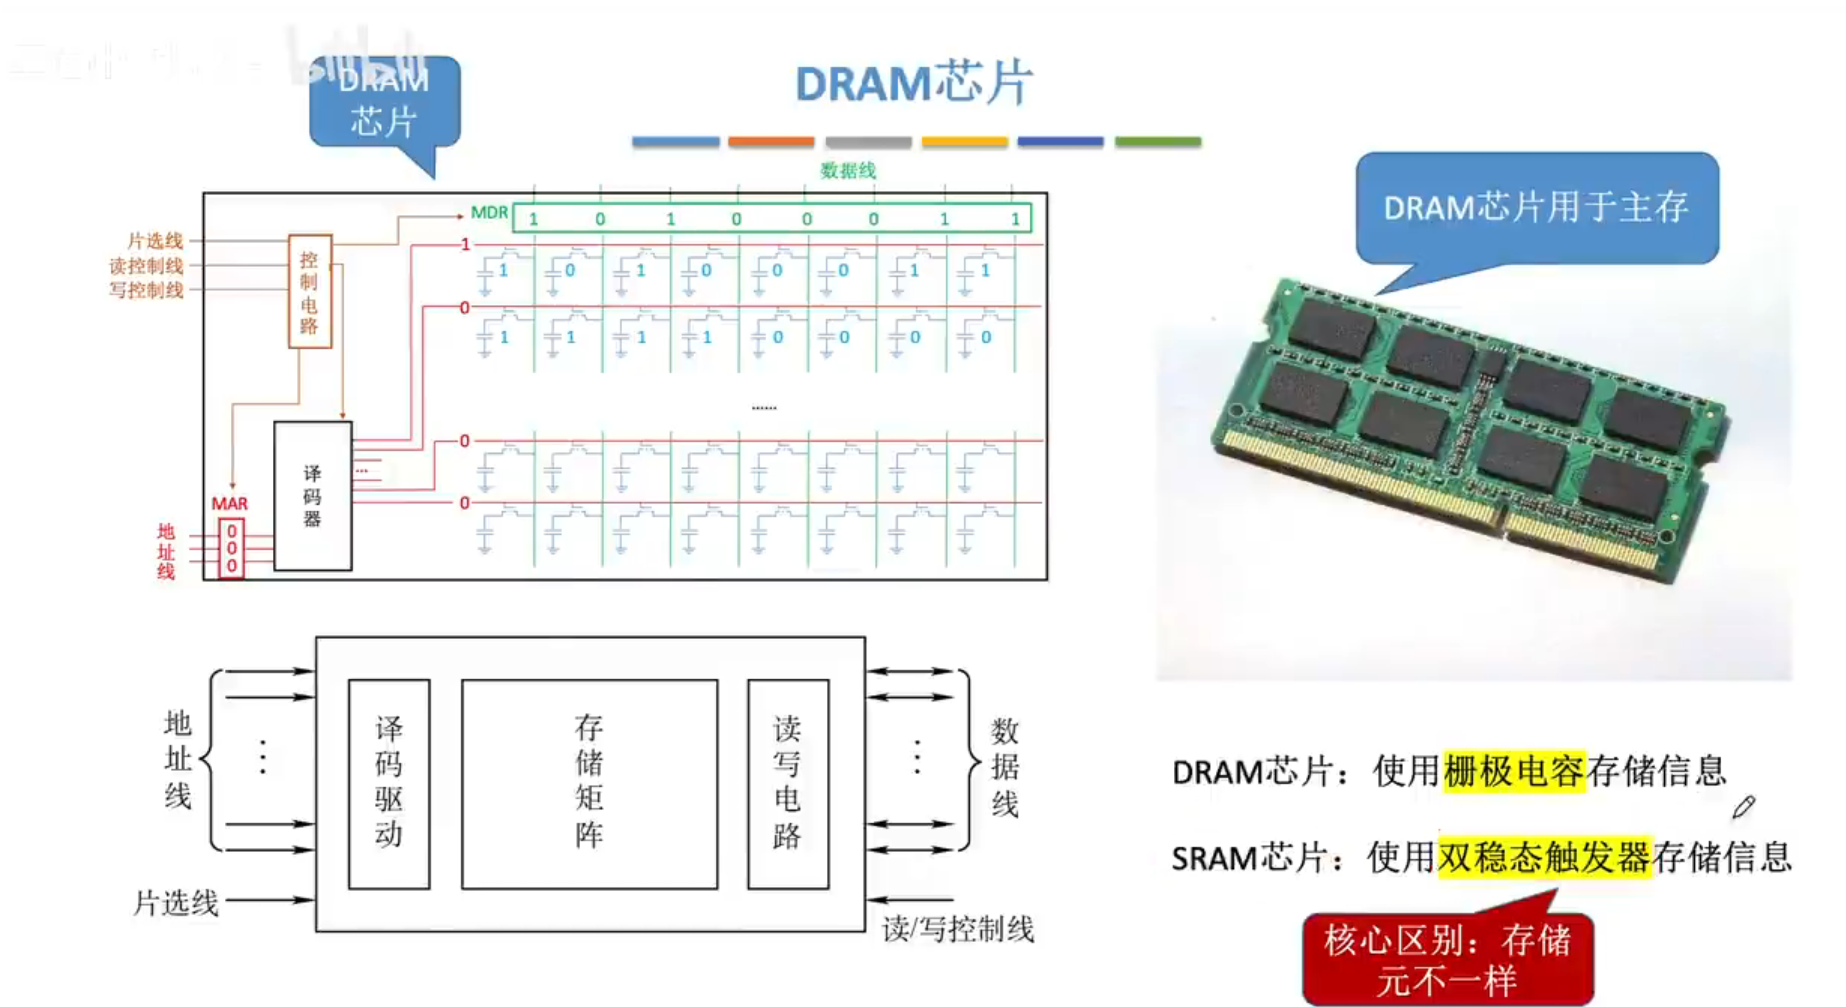 DRAM芯片
DRAM
芯片
数据线
MDR 1 0 1 0 0 0 1 1
片选线
读控制线
写控制线
控制电路
1
1 0 1 0 0 0 1 1
0
1 1 1 1 0 0 0 0
......
0
0
...
译码器
MAR
地址线
0
0
0
DRAM芯片用于主存
地址线
译码驱动
存储矩阵
读写电路
数据线
片选线
读/写控制线
DRAM芯片：使用栅极电容存储信息
SRAM芯片：使用双稳态触发器存储信息
核心区别：存储
元不一样